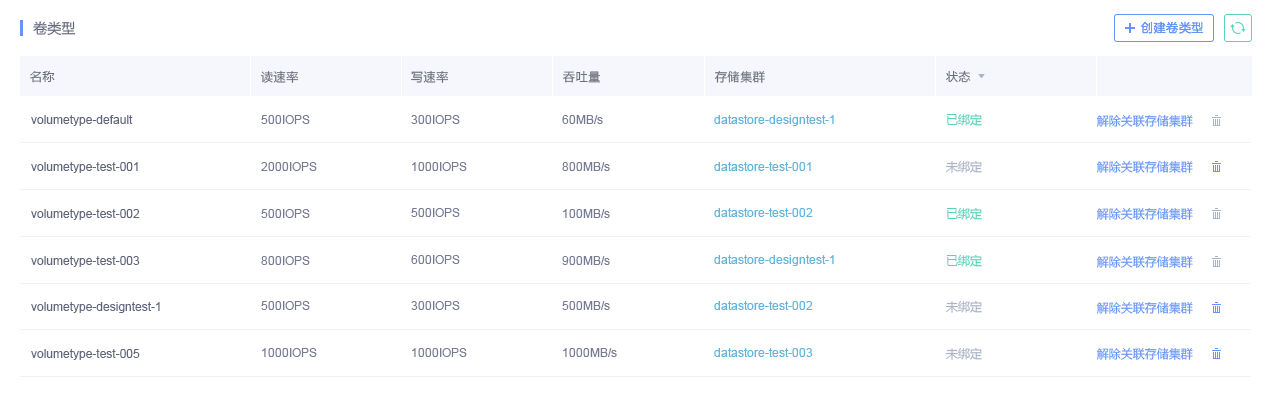 卷类型 + 创建卷类型
名称 读速率 写速率 吞吐量 存储集群 状态
volumetype-default 500IOPS 300IOPS 60MB/s datastore-designtest-1 已绑定 解除关联存储集群
volumetype-test-001 2000IOPS 1000IOPS 800MB/s datastore-test-001 未绑定 解除关联存储集群
volumetype-test-002 500IOPS 500IOPS 100MB/s datastore-test-002 已绑定 解除关联存储集群
volumetype-test-003 800IOPS 600IOPS 900MB/s datastore-designtest-1 已绑定 解除关联存储集群
volumetype-designtest-1 500IOPS 300IOPS 500MB/s datastore-test-002 未绑定 解除关联存储集群
volumetype-test-005 1000IOPS 1000IOPS 1000MB/s datastore-test-003 未绑定 解除关联存储集群